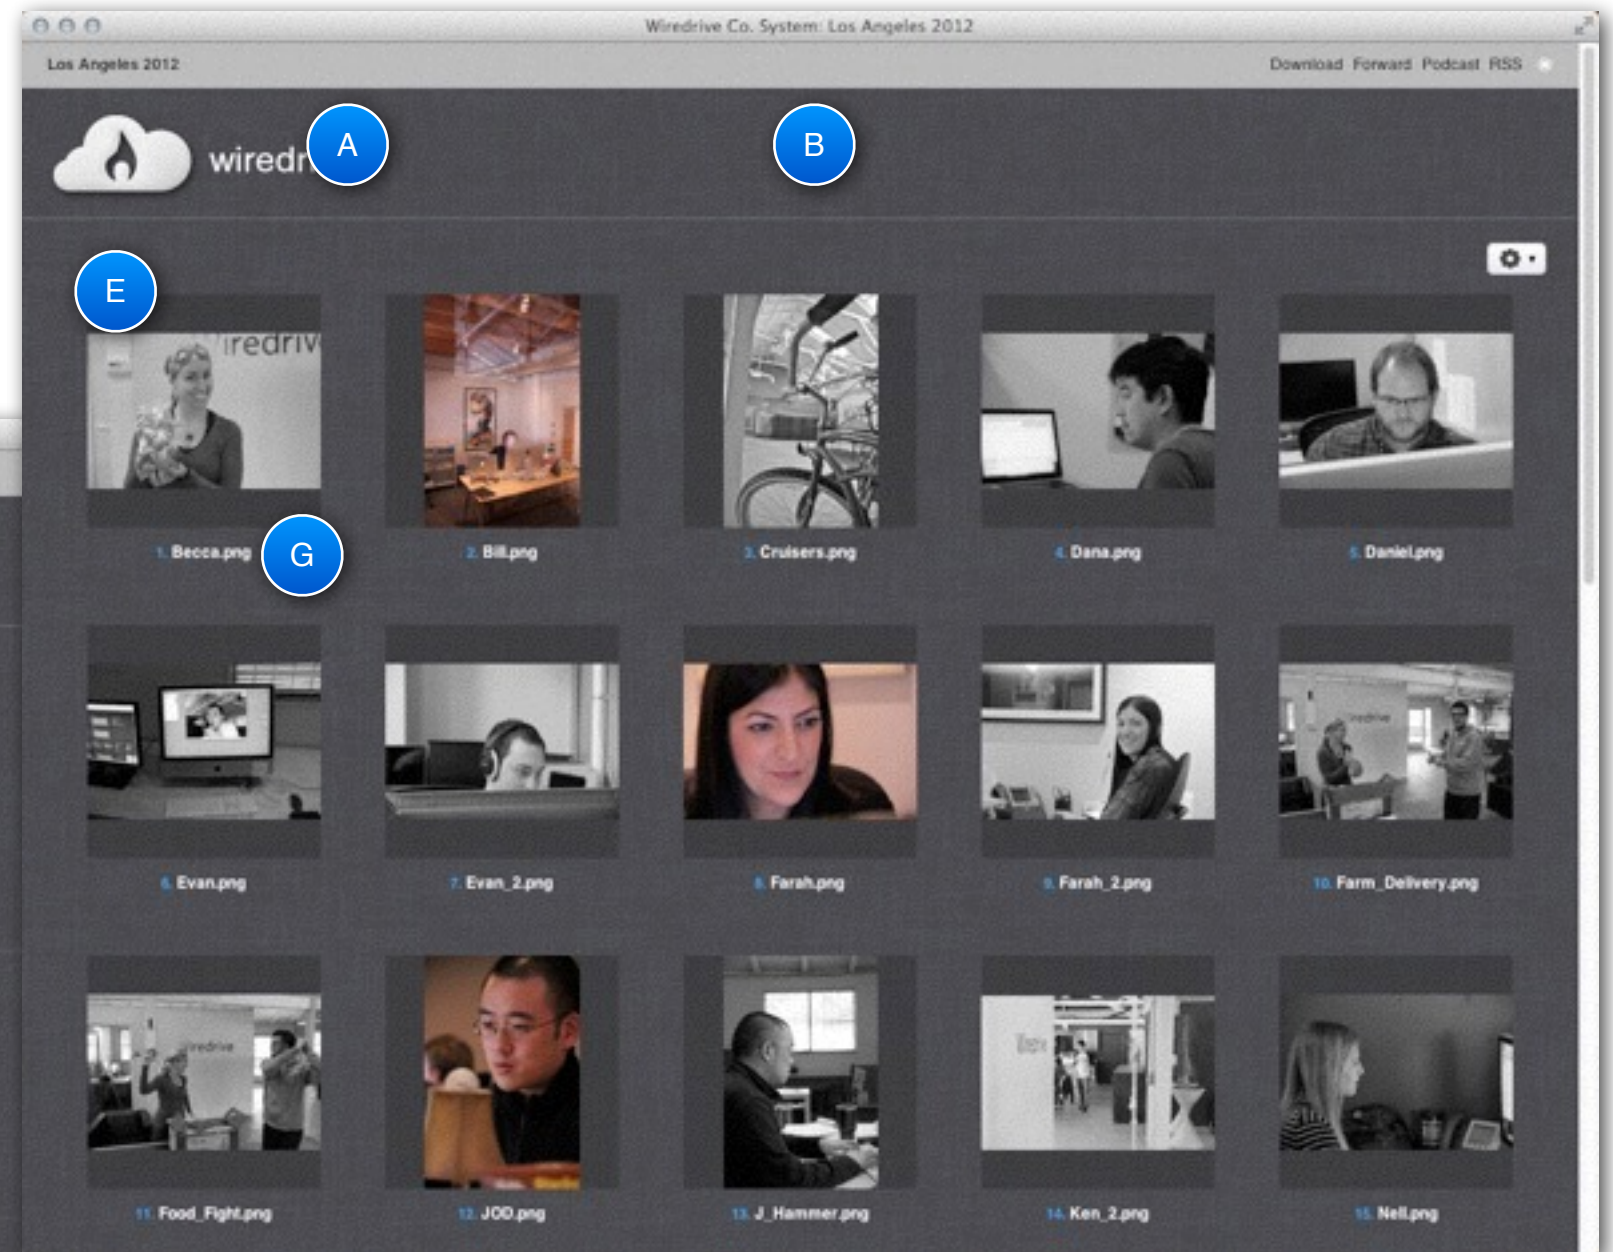 Wiredrive Co. System: Los Angeles 2012
Los Angeles 2012
Download Forward Podcast RSS
wiredr
A
B
E
iredriv
1. Becca.png
G
2. Bill.png
3. Cruisers.png
4. Dana.png
5. Daniel.png
wiredrive
6. Evan.png
7. Evan_2.png
8. Farah.png
9. Farah_2.png
10. Farm_Delivery.png
wiredrive
11. Food_Fight.png
12. JOD.png
13. J_Hammer.png
14. Ken_2.png
15. Nell.png